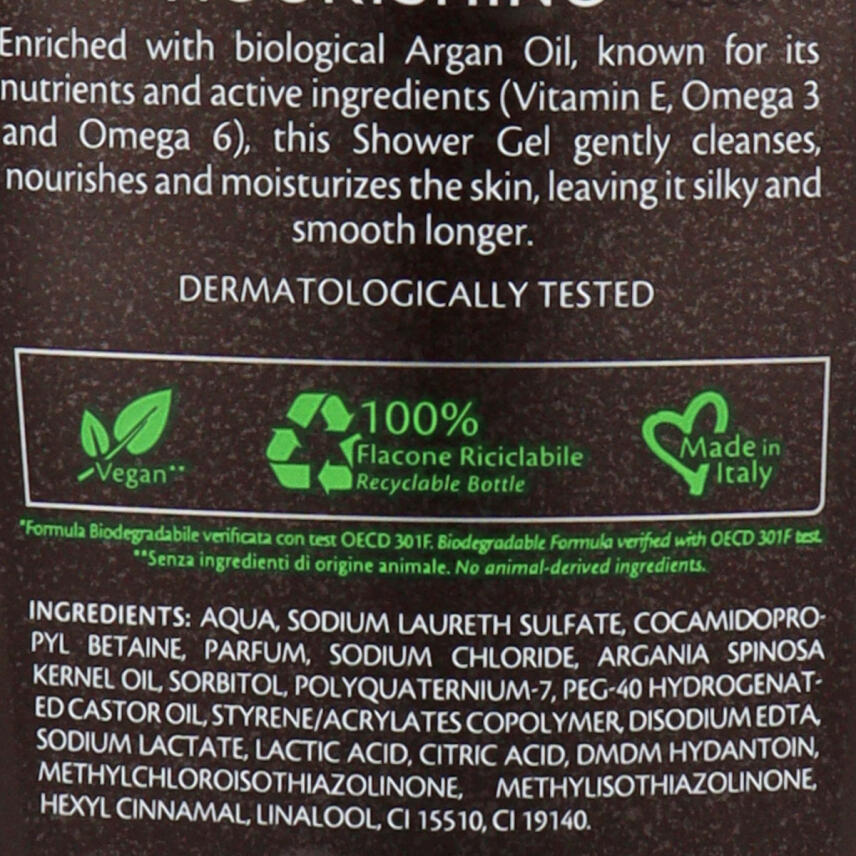 NOURISHING
Enriched with biological Argan Oil, known for its
nutrients and active ingredients (Vitamin E, Omega 3
and Omega 6), this Shower Gel gently cleanses,
nourishes and moisturizes the skin, leaving it silky and
smooth longer.
DERMATOLOGICALLY TESTED
Vegan**
100%
Flacone Riciclabile
Recyclable Bottle
Made in
Italy
*Formula Biodegradabile verificata con test OECD 301F. Biodegradable Formula verified with OECD 301F test.
**Senza ingredienti di origine animale. No animal-derived ingredients.
INGREDIENTS: AQUA, SODIUM LAURETH SULFATE, COCAMIDOPRO-
PYL BETAINE, PARFUM, SODIUM CHLORIDE, ARGANIA SPINOSA
KERNEL OIL, SORBITOL, POLYQUATERNIUM-7, PEG-40 HYDROGENAT-
ED CASTOR OIL, STYRENE/ACRYLATES COPOLYMER, DISODIUM EDTA,
SODIUM LACTATE, LACTIC ACID, CITRIC ACID, DMDM HYDANTOIN,
METHYLCHLOROISOTHIAZOLINONE, METHYLISOTHIAZOLINONE,
HEXYL CINNAMAL, LINALOOL, CI 15510, CI 19140.